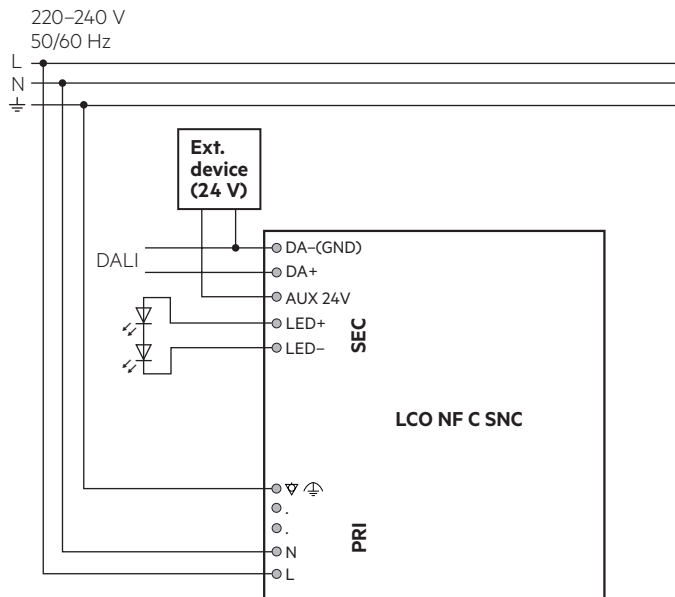 220–240 V
50/60 Hz
L
N
Ext.
device
(24 V)
DALI
DA–(GND)
DA+
AUX 24V
LED+
LED–
SEC
LCO NF C SNC
.
.
PRI
N
L